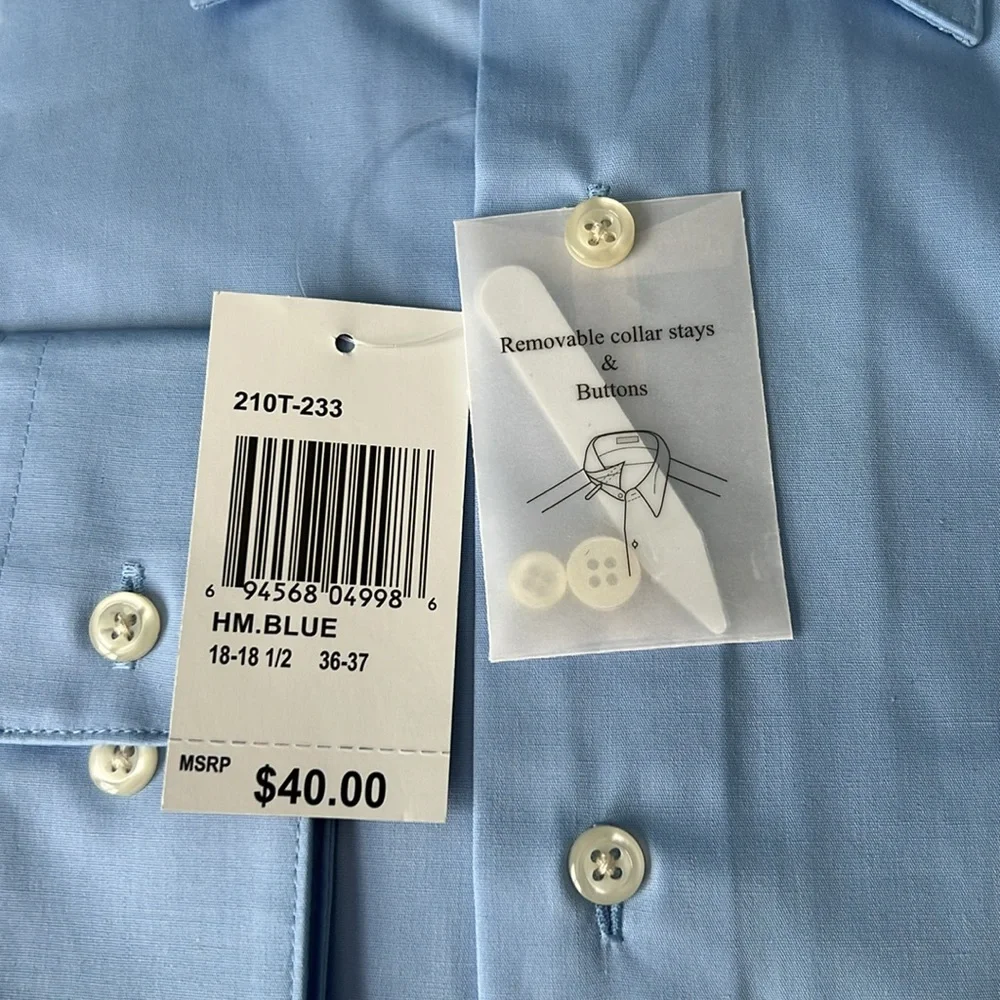 210T-233
6 94568 04998 6
HM.BLUE
18-18 1/2 36-37
MSRP $40.00
Removable collar stays
&
Buttons